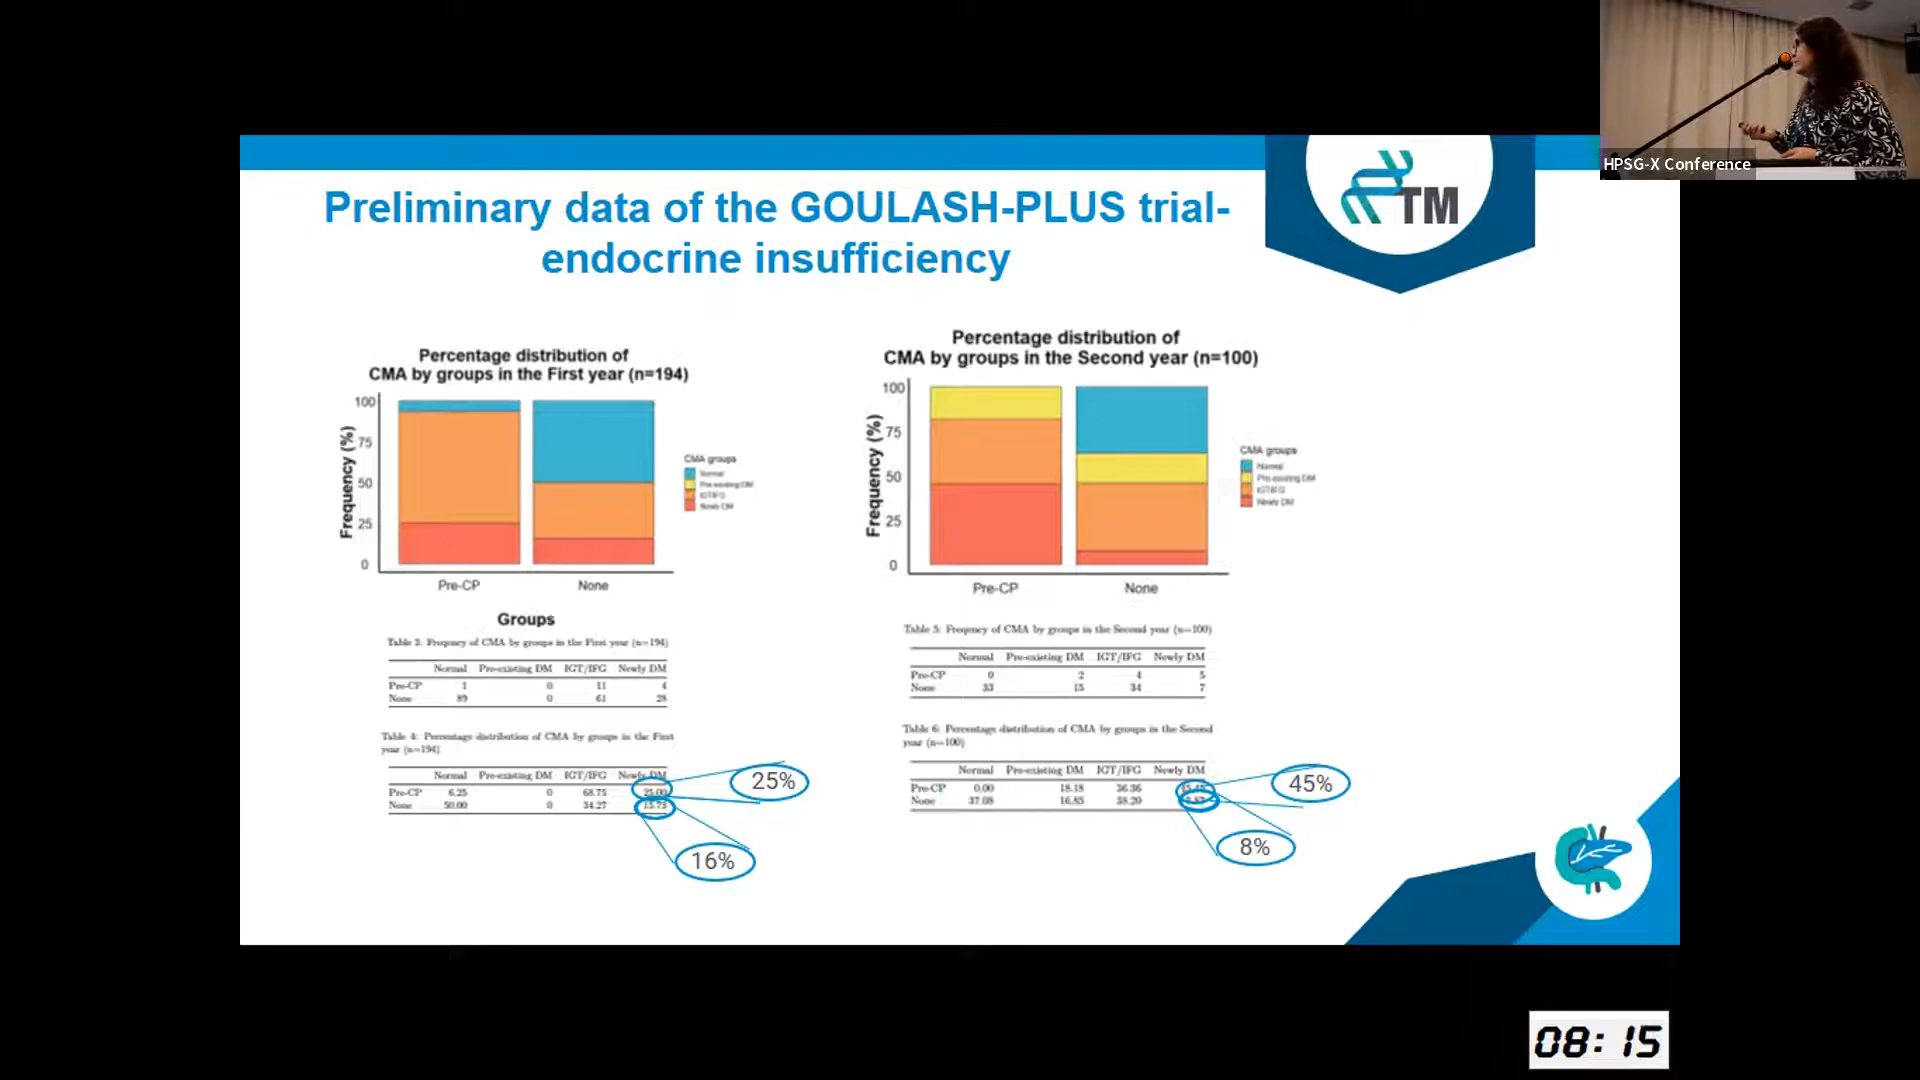 HPSG-X Conference
TM
Preliminary data of the GOULASH-PLUS trial-
endocrine insufficiency
Percentage distribution of
CMA by groups in the First year (n=194)
Frequency (%)
100
75
50
25
0
Pre-CP None
Groups
CMA groups
Normal
Pre-existing DM
IGT/IFG
Newly DM
Table 3: Freqency of CMA by groups in the First year (n=194)
Normal Pre-existing DM IGT/IFG Newly DM
Pre-CP 1 0 11 4
None 89 0 61 28
Table 4: Percentage distribution of CMA by groups in the First
year (n=194)
Normal Pre-existing DM IGT/IFG Newly DM
Pre-CP 6.25 0 68.75 25.00
None 50.00 0 34.27 15.73
25%
16%
Percentage distribution of
CMA by groups in the Second year (n=100)
Frequency (%)
100
75
50
25
0
Pre-CP None
CMA groups
Normal
Pre-existing DM
IGT/IFG
Newly DM
Table 5: Freqency of CMA by groups in the Second year (n=100)
Normal Pre-existing DM IGT/IFG Newly DM
Pre-CP 0 2 4 5
None 33 15 34 7
Table 6: Percentage distribution of CMA by groups in the Second
year (n=100)
Normal Pre-existing DM IGT/IFG Newly DM
Pre-CP 0.00 18.18 36.36
None 37.08 16.85 38.20
45%
8%
08:15